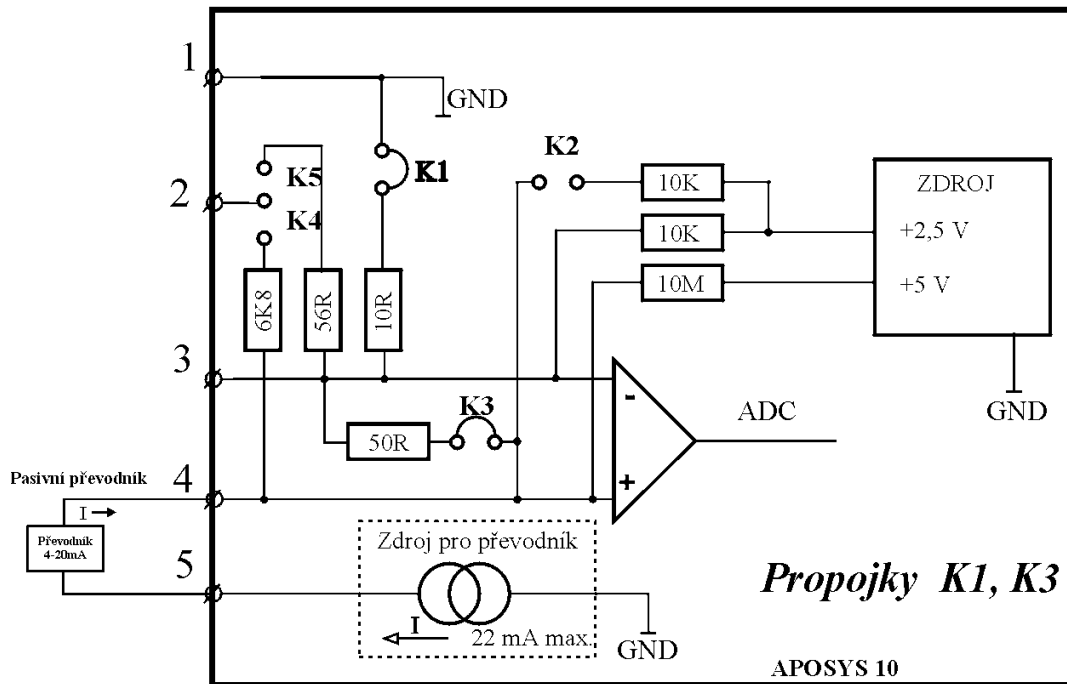 1
GND
K5
K1
K2
10K
ZDROJ
2
K4
10K
+2,5 V
6K8
56R
10R
10M
+5 V
3
-
K3
ADC
GND
50R
Pasivní převodník
4
+
I
Převodník
4-20mA
5
Zdroj pro převodník
I
22 mA max.
GND
Propojky K1, K3
APOSYS 10